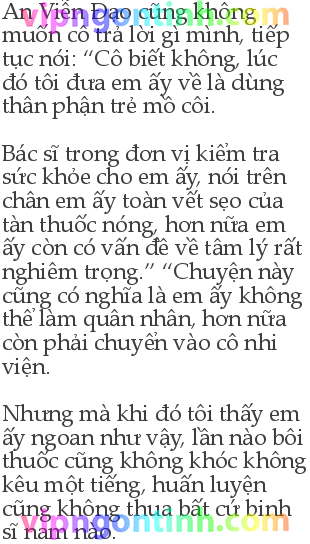 An Viễn Đạo cũng không
muốn cô trả lời gì mình, tiếp
tục nói: “Cô biết không, lúc
đó tôi đưa em ấy về là dùng
thân phận trẻ mồ côi.
Bác sĩ trong đơn vị kiểm tra
sức khỏe cho em ấy, nói trên
chân em ấy toàn vết sẹo của
tàn thuốc nóng, hơn nữa em
ấy còn có vấn đề về tâm lý rất
nghiêm trọng.” “Chuyện này
cũng có nghĩa là em ấy không
thể làm quân nhân, hơn nữa
còn phải chuyển vào cô nhi
viện.
Nhưng mà khi đó tôi thấy em
ấy ngoan như vậy, lần nào bôi
thuốc cũng không khóc không
kêu một tiếng, huấn luyện
cũng không thua bất cứ binh
sĩ nam nào.
vipngontinh.com
vipngontinh.com
vipngontinh.com